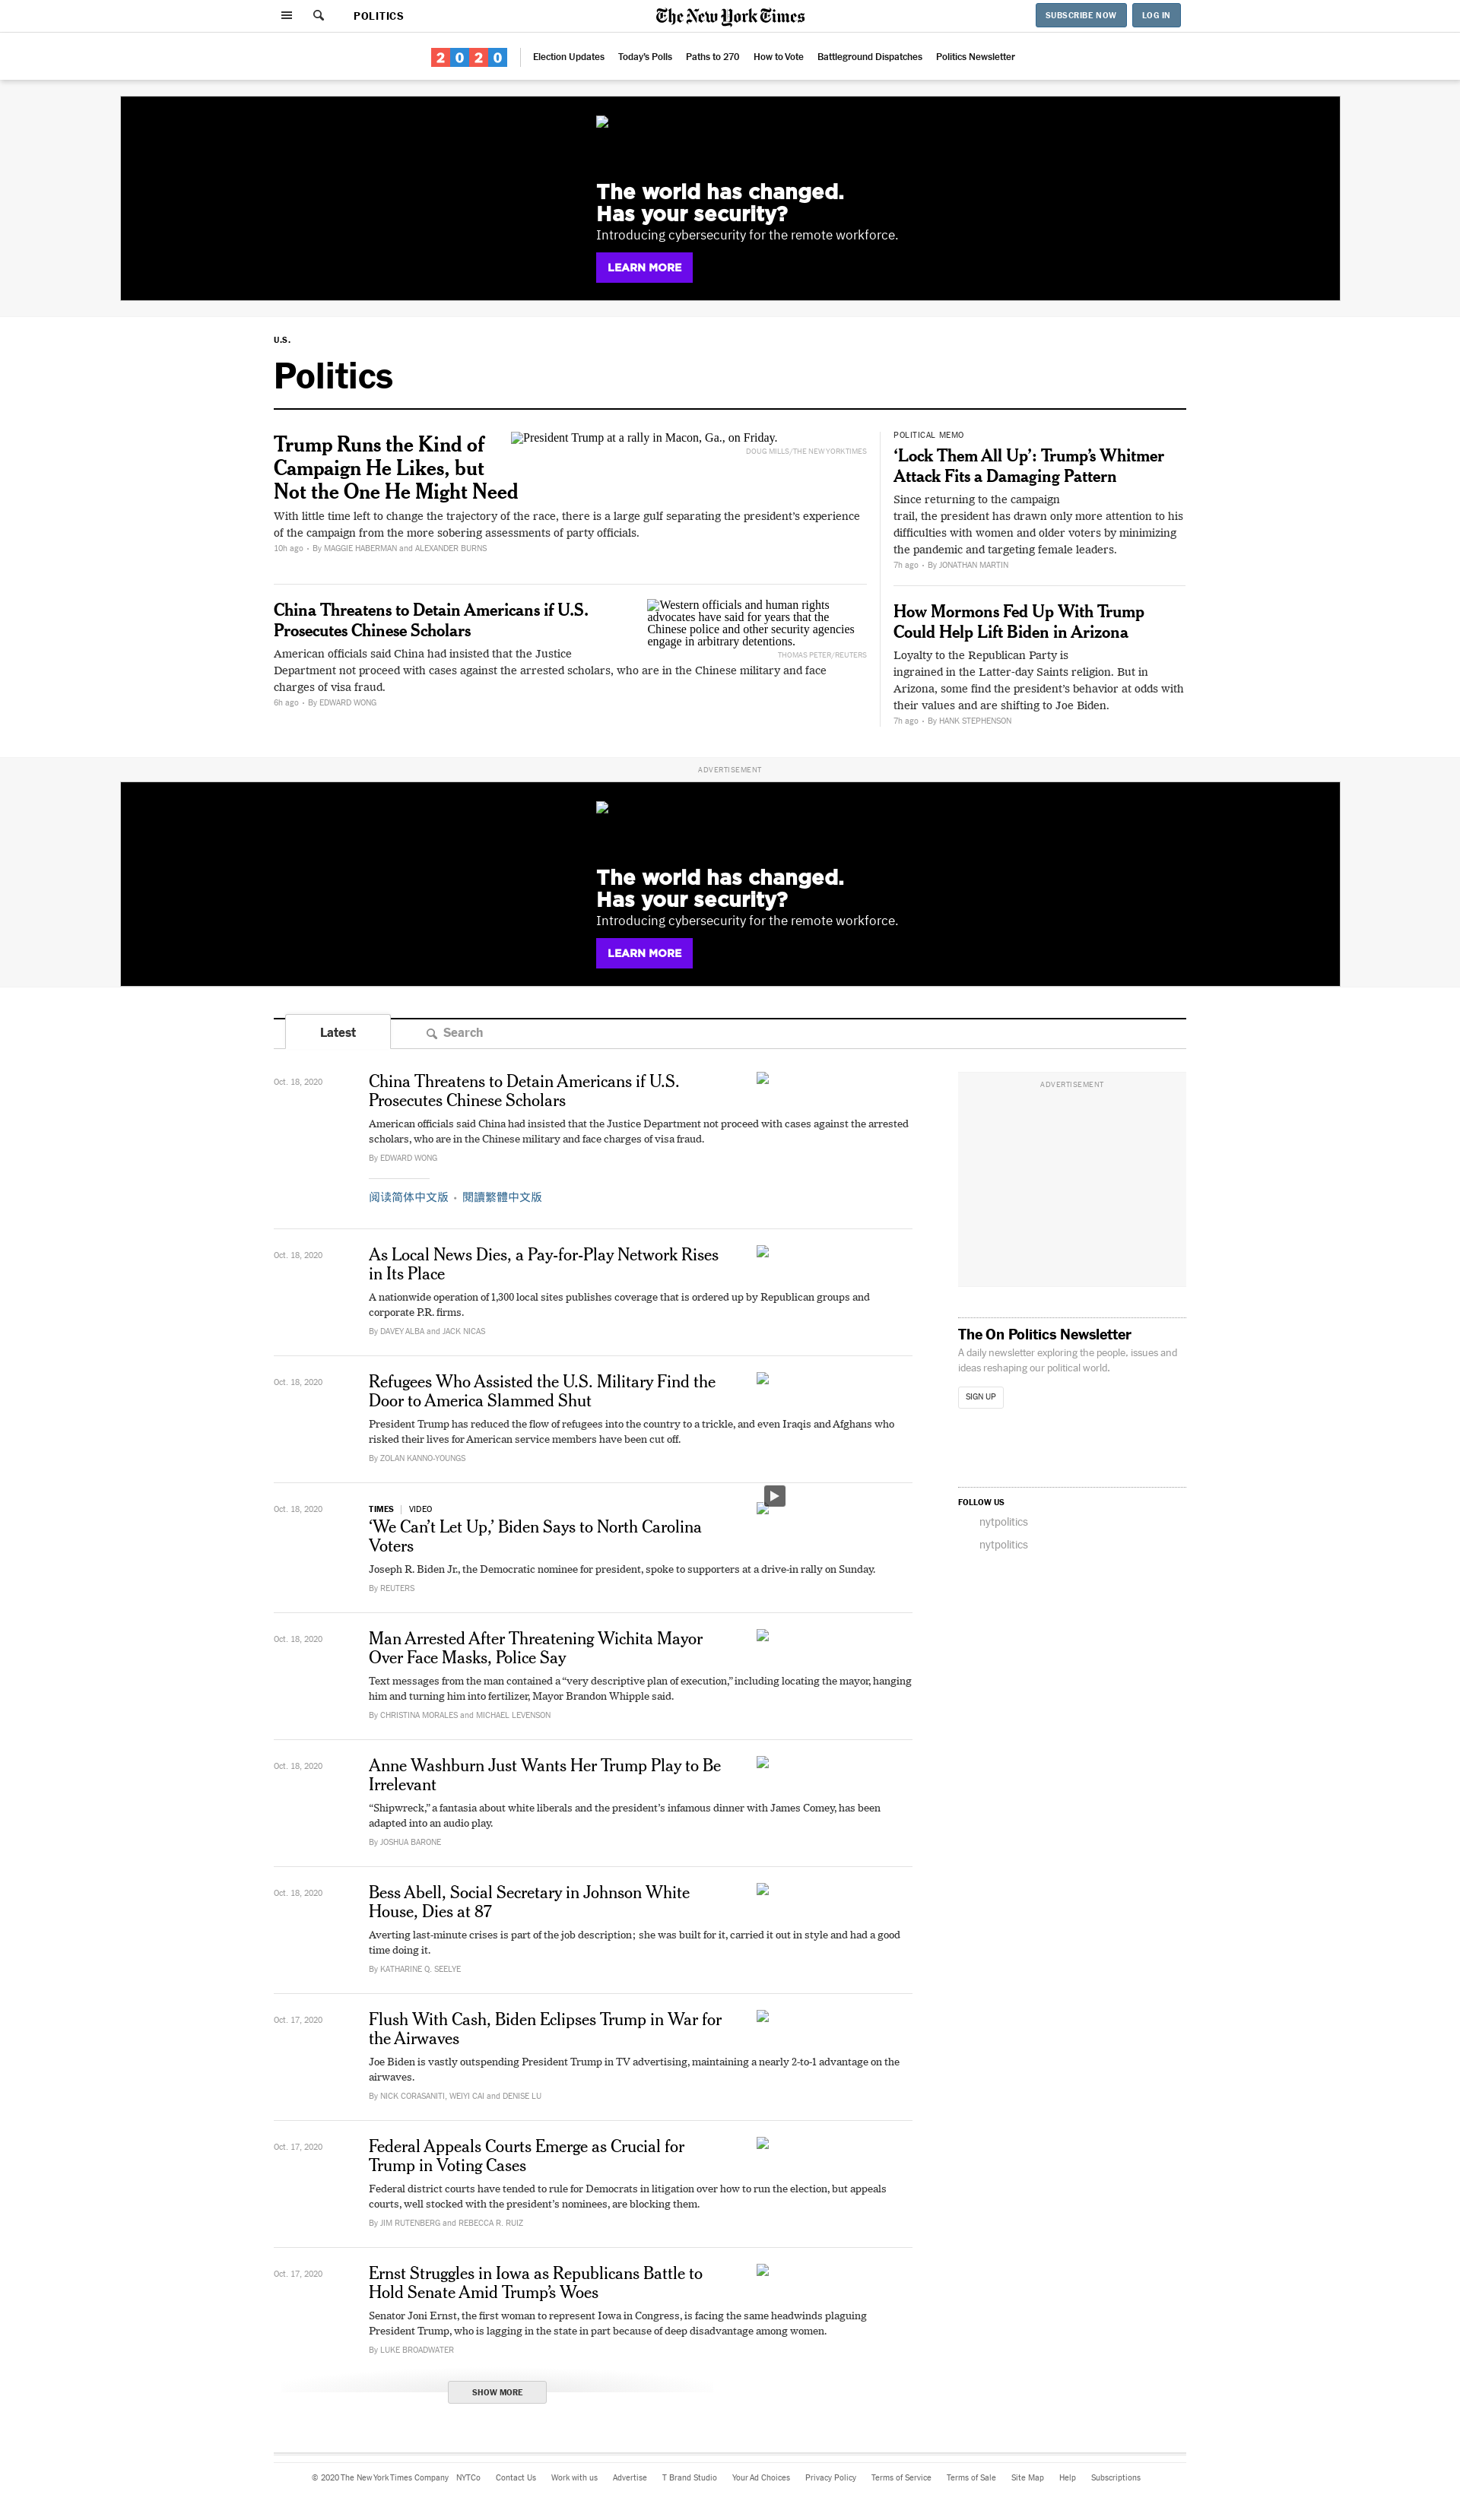 POLITICS
The New York Times
SUBSCRIBE NOW
LOG IN
2020
Election Updates
Today's Polls
Paths to 270
How to Vote
Battleground Dispatches
Politics Newsletter
The world has changed.
Has your security?
Introducing cybersecurity for the remote workforce.
LEARN MORE
U.S.
Politics
Trump Runs the Kind of
Campaign He Likes, but
Not the One He Might Need
President Trump at a rally in Macon, Ga., on Friday.
DOUG MILLS/THE NEW YORK TIMES
With little time left to change the trajectory of the race, there is a large gulf separating the president’s experience
of the campaign from the more sobering assessments of party officials.
10h ago • By MAGGIE HABERMAN and ALEXANDER BURNS
China Threatens to Detain Americans if U.S.
Prosecutes Chinese Scholars
Western officials and human rights
advocates have said for years that the
Chinese police and other security agencies
engage in arbitrary detentions.
THOMAS PETER/REUTERS
American officials said China had insisted that the Justice
Department not proceed with cases against the arrested scholars, who are in the Chinese military and face
charges of visa fraud.
6h ago • By EDWARD WONG
POLITICAL MEMO
‘Lock Them All Up’: Trump’s Whitmer
Attack Fits a Damaging Pattern
Since returning to the campaign
trail, the president has drawn only more attention to his
difficulties with women and older voters by minimizing
the pandemic and targeting female leaders.
7h ago • By JONATHAN MARTIN
How Mormons Fed Up With Trump
Could Help Lift Biden in Arizona
Loyalty to the Republican Party is
ingrained in the Latter-day Saints religion. But in
Arizona, some find the president’s behavior at odds with
their values and are shifting to Joe Biden.
7h ago • By HANK STEPHENSON
ADVERTISEMENT
The world has changed.
Has your security?
Introducing cybersecurity for the remote workforce.
LEARN MORE
Latest
Search
Oct. 18, 2020
China Threatens to Detain Americans if U.S.
Prosecutes Chinese Scholars
American officials said China had insisted that the Justice Department not proceed with cases against the arrested
scholars, who are in the Chinese military and face charges of visa fraud.
By EDWARD WONG
阅读简体中文版 • 閱讀繁體中文版
Oct. 18, 2020
As Local News Dies, a Pay-for-Play Network Rises
in Its Place
A nationwide operation of 1,300 local sites publishes coverage that is ordered up by Republican groups and
corporate P.R. firms.
By DAVEY ALBA and JACK NICAS
Oct. 18, 2020
Refugees Who Assisted the U.S. Military Find the
Door to America Slammed Shut
President Trump has reduced the flow of refugees into the country to a trickle, and even Iraqis and Afghans who
risked their lives for American service members have been cut off.
By ZOLAN KANNO-YOUNGS
Oct. 18, 2020
TIMES | VIDEO
‘We Can’t Let Up,’ Biden Says to North Carolina
Voters
Joseph R. Biden Jr., the Democratic nominee for president, spoke to supporters at a drive-in rally on Sunday.
By REUTERS
Oct. 18, 2020
Man Arrested After Threatening Wichita Mayor
Over Face Masks, Police Say
Text messages from the man contained a “very descriptive plan of execution,” including locating the mayor, hanging
him and turning him into fertilizer, Mayor Brandon Whipple said.
By CHRISTINA MORALES and MICHAEL LEVENSON
Oct. 18, 2020
Anne Washburn Just Wants Her Trump Play to Be
Irrelevant
“Shipwreck,” a fantasia about white liberals and the president’s infamous dinner with James Comey, has been
adapted into an audio play.
By JOSHUA BARONE
Oct. 18, 2020
Bess Abell, Social Secretary in Johnson White
House, Dies at 87
Averting last-minute crises is part of the job description; she was built for it, carried it out in style and had a good
time doing it.
By KATHARINE Q. SEELYE
Oct. 17, 2020
Flush With Cash, Biden Eclipses Trump in War for
the Airwaves
Joe Biden is vastly outspending President Trump in TV advertising, maintaining a nearly 2-to-1 advantage on the
airwaves.
By NICK CORASANITI, WEIYI CAI and DENISE LU
Oct. 17, 2020
Federal Appeals Courts Emerge as Crucial for
Trump in Voting Cases
Federal district courts have tended to rule for Democrats in litigation over how to run the election, but appeals
courts, well stocked with the president’s nominees, are blocking them.
By JIM RUTENBERG and REBECCA R. RUIZ
Oct. 17, 2020
Ernst Struggles in Iowa as Republicans Battle to
Hold Senate Amid Trump’s Woes
Senator Joni Ernst, the first woman to represent Iowa in Congress, is facing the same headwinds plaguing
President Trump, who is lagging in the state in part because of deep disadvantage among women.
By LUKE BROADWATER
SHOW MORE
ADVERTISEMENT
The On Politics Newsletter
A daily newsletter exploring the people, issues and
ideas reshaping our political world.
SIGN UP
FOLLOW US
nytpolitics
nytpolitics
© 2020 The New York Times Company
NYTCo
Contact Us
Work with us
Advertise
T Brand Studio
Your Ad Choices
Privacy Policy
Terms of Service
Terms of Sale
Site Map
Help
Subscriptions